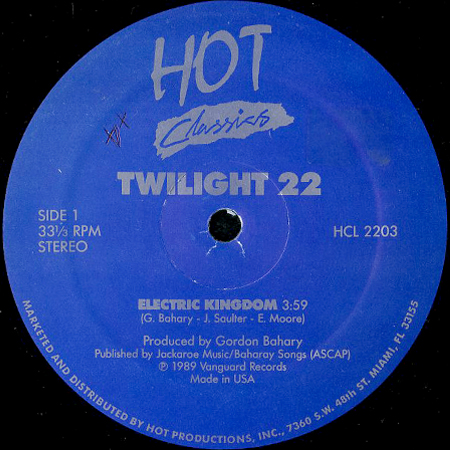 HOT
Classics
TWILIGHT 22
SIDE 1
33⅓ RPM
STEREO
HCL 2203
ELECTRIC KINGDOM 3:59
(G. Bahary - J. Saulter - E. Moore)
Produced by Gordon Bahary
Published by Jackaroe Music/Baharay Songs (ASCAP)
℗ 1989 Vanguard Records
Made in USA
MARKETED AND DISTRIBUTED BY HOT PRODUCTIONS, INC., 7360 S.W. 48th ST. MIAMI, FL 33155